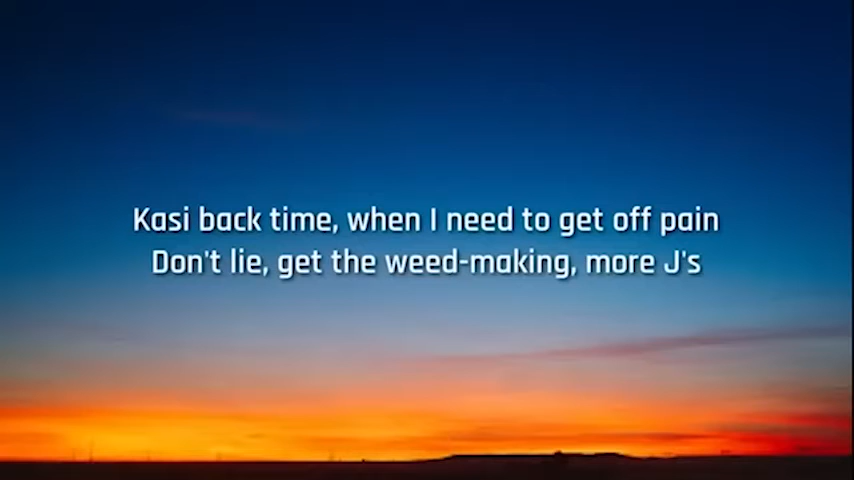 Kasi back time, when I need to get off pain
Don't lie, get the weed-making, more J's